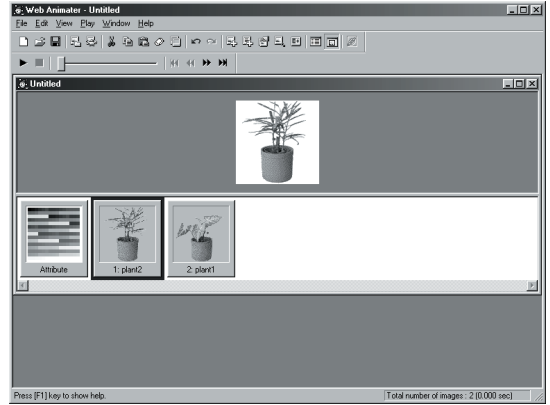 Web Animater - Untitled
File Edit View Play Window Help
Untitled
Attribute
1: plant2
2: plant1
Press [F1] key to show help.
Total number of images : 2 (0.000 sec)